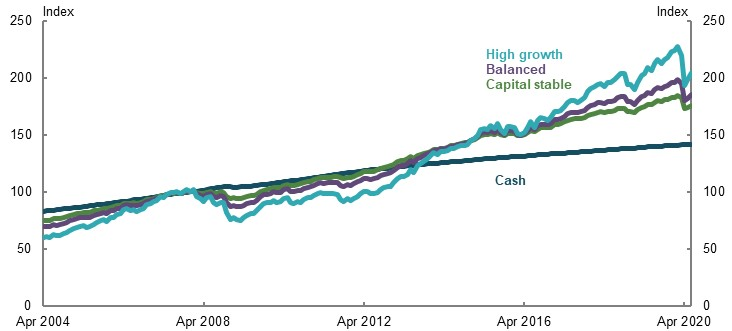 Index Index
250 250
High growth
Balanced
Capital stable
200 200
150 150
Cash
100 100
50 50
0 0
Apr 2004 Apr 2008 Apr 2012 Apr 2016 Apr 2020